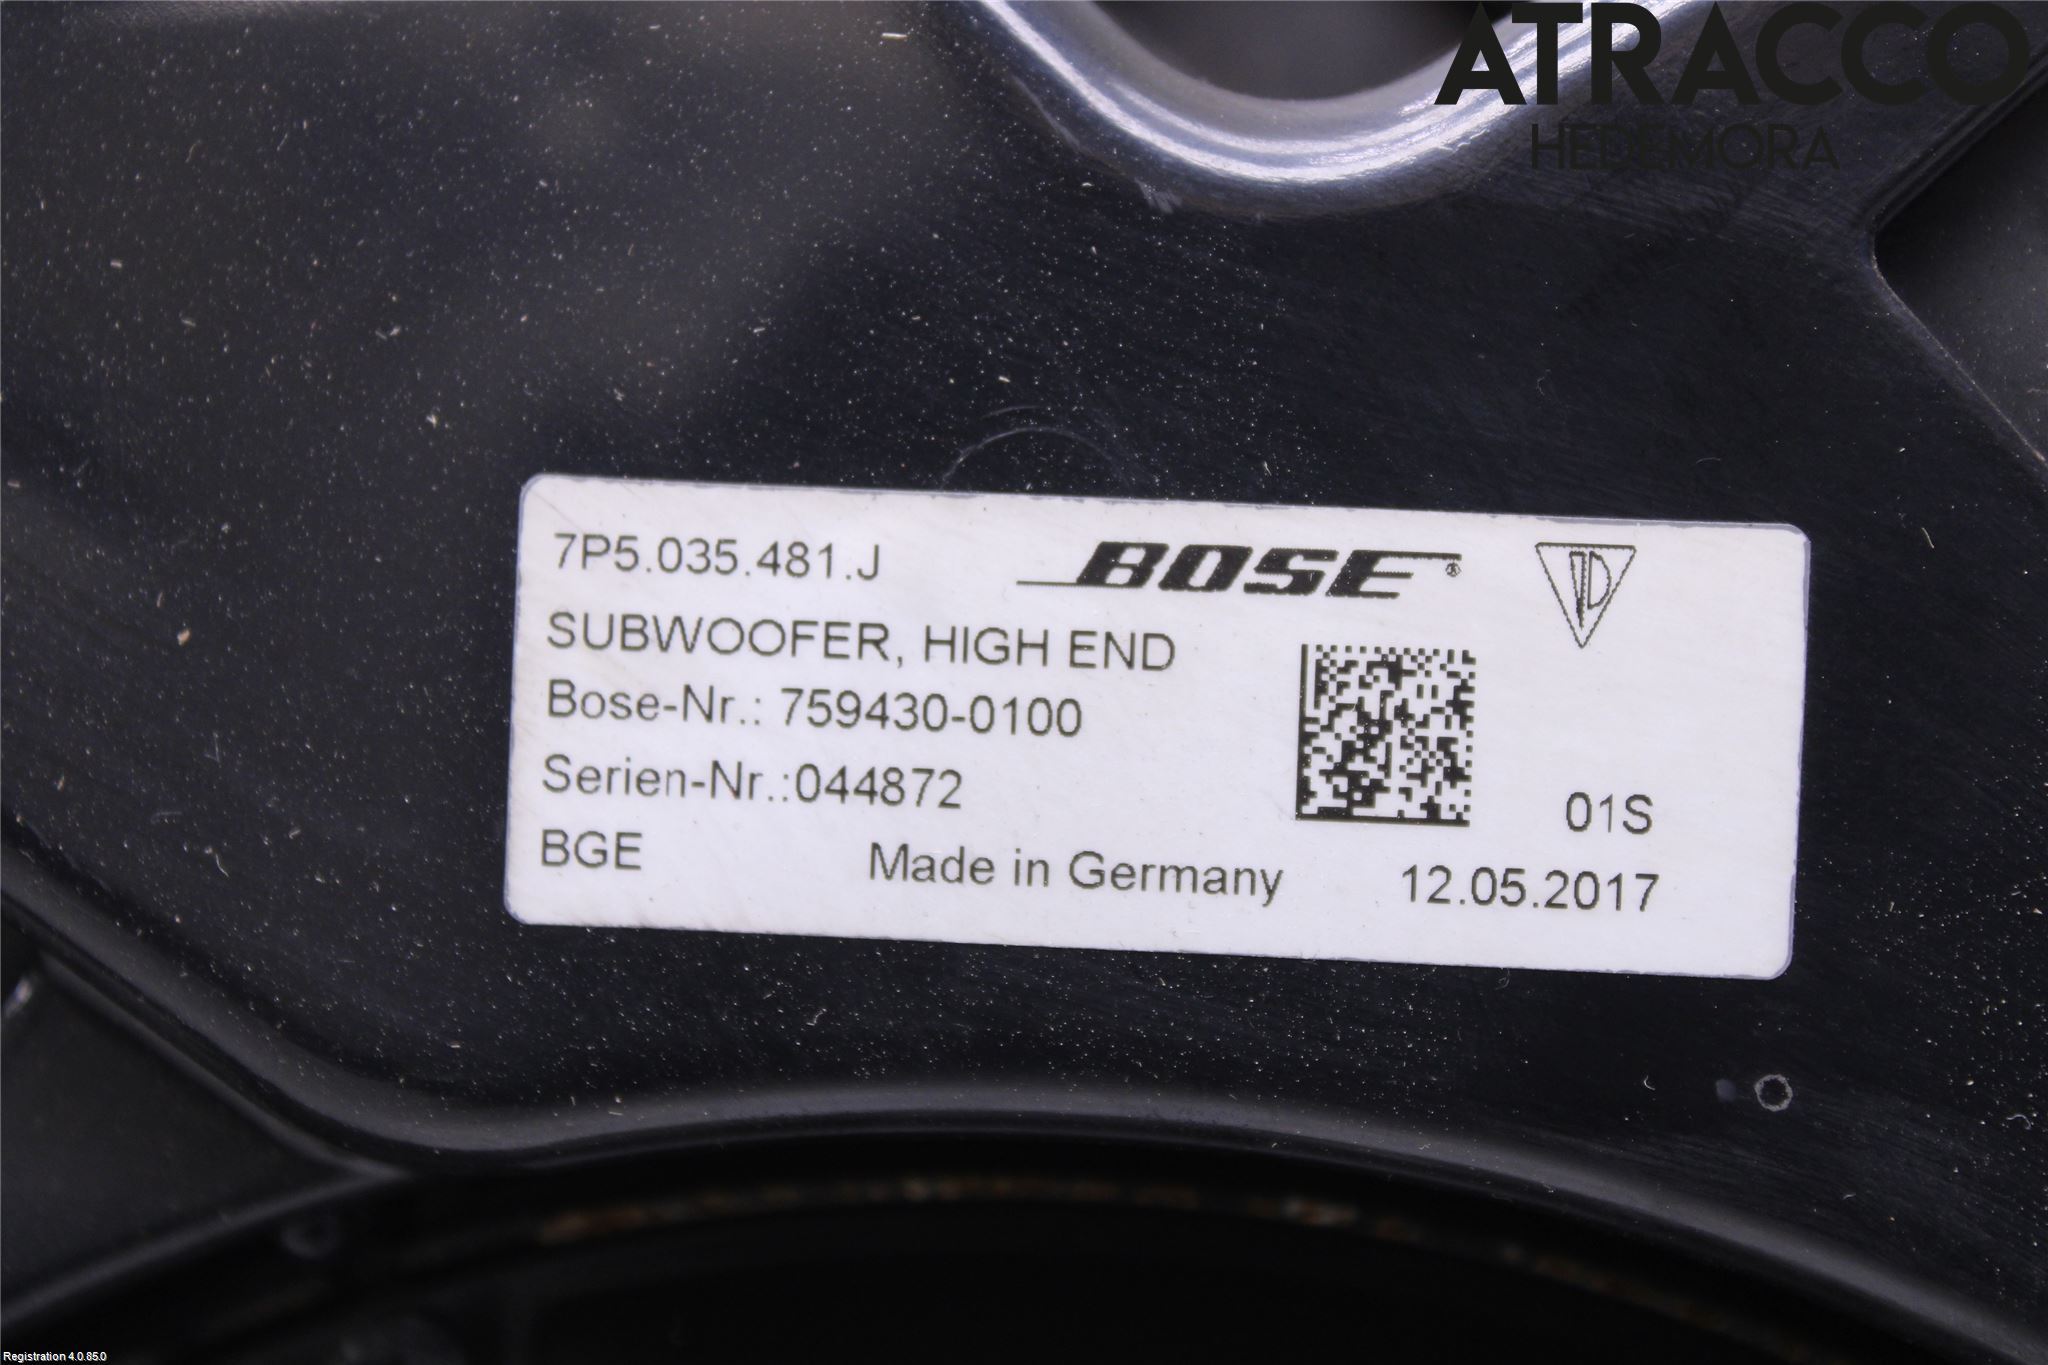 ATRACCO
HEDEMORA
7P5.035.481.J
BOSE®
SUBWOOFER, HIGH END
Bose-Nr.: 759430-0100
Serien-Nr.:044872
01S
BGE
Made in Germany
12.05.2017
Registration 4.0.85.0